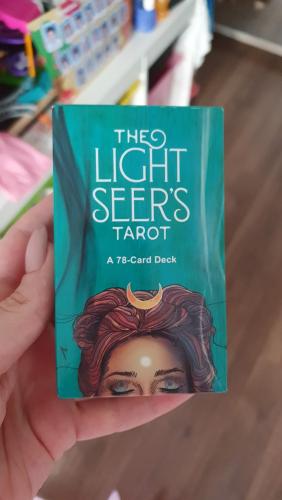 THE
LIGHT
SEER'S
TAROT
A 78-Card Deck